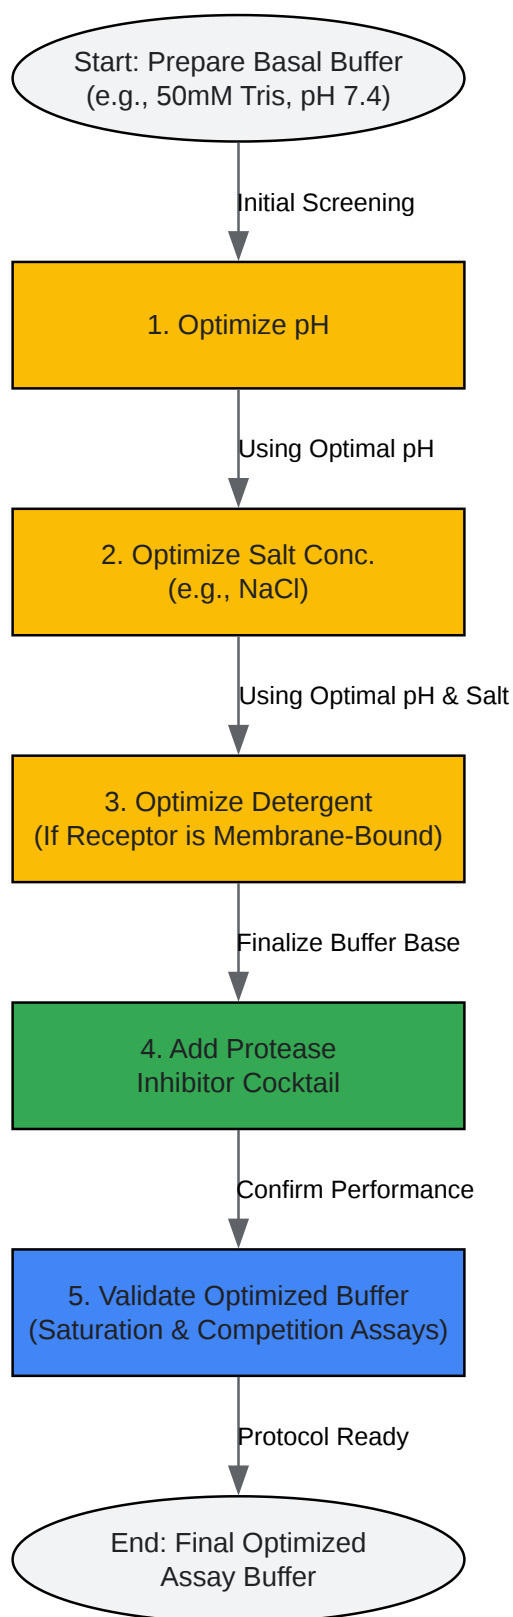 Start: Prepare Basal Buffer
(e.g., 50mM Tris, pH 7.4)
Initial Screening
1. Optimize pH
Using Optimal pH
2. Optimize Salt Conc.
(e.g., NaCl)
Using Optimal pH & Salt
3. Optimize Detergent
(If Receptor is Membrane-Bound)
Finalize Buffer Base
4. Add Protease
Inhibitor Cocktail
Confirm Performance
5. Validate Optimized Buffer
(Saturation & Competition Assays)
Protocol Ready
End: Final Optimized
Assay Buffer